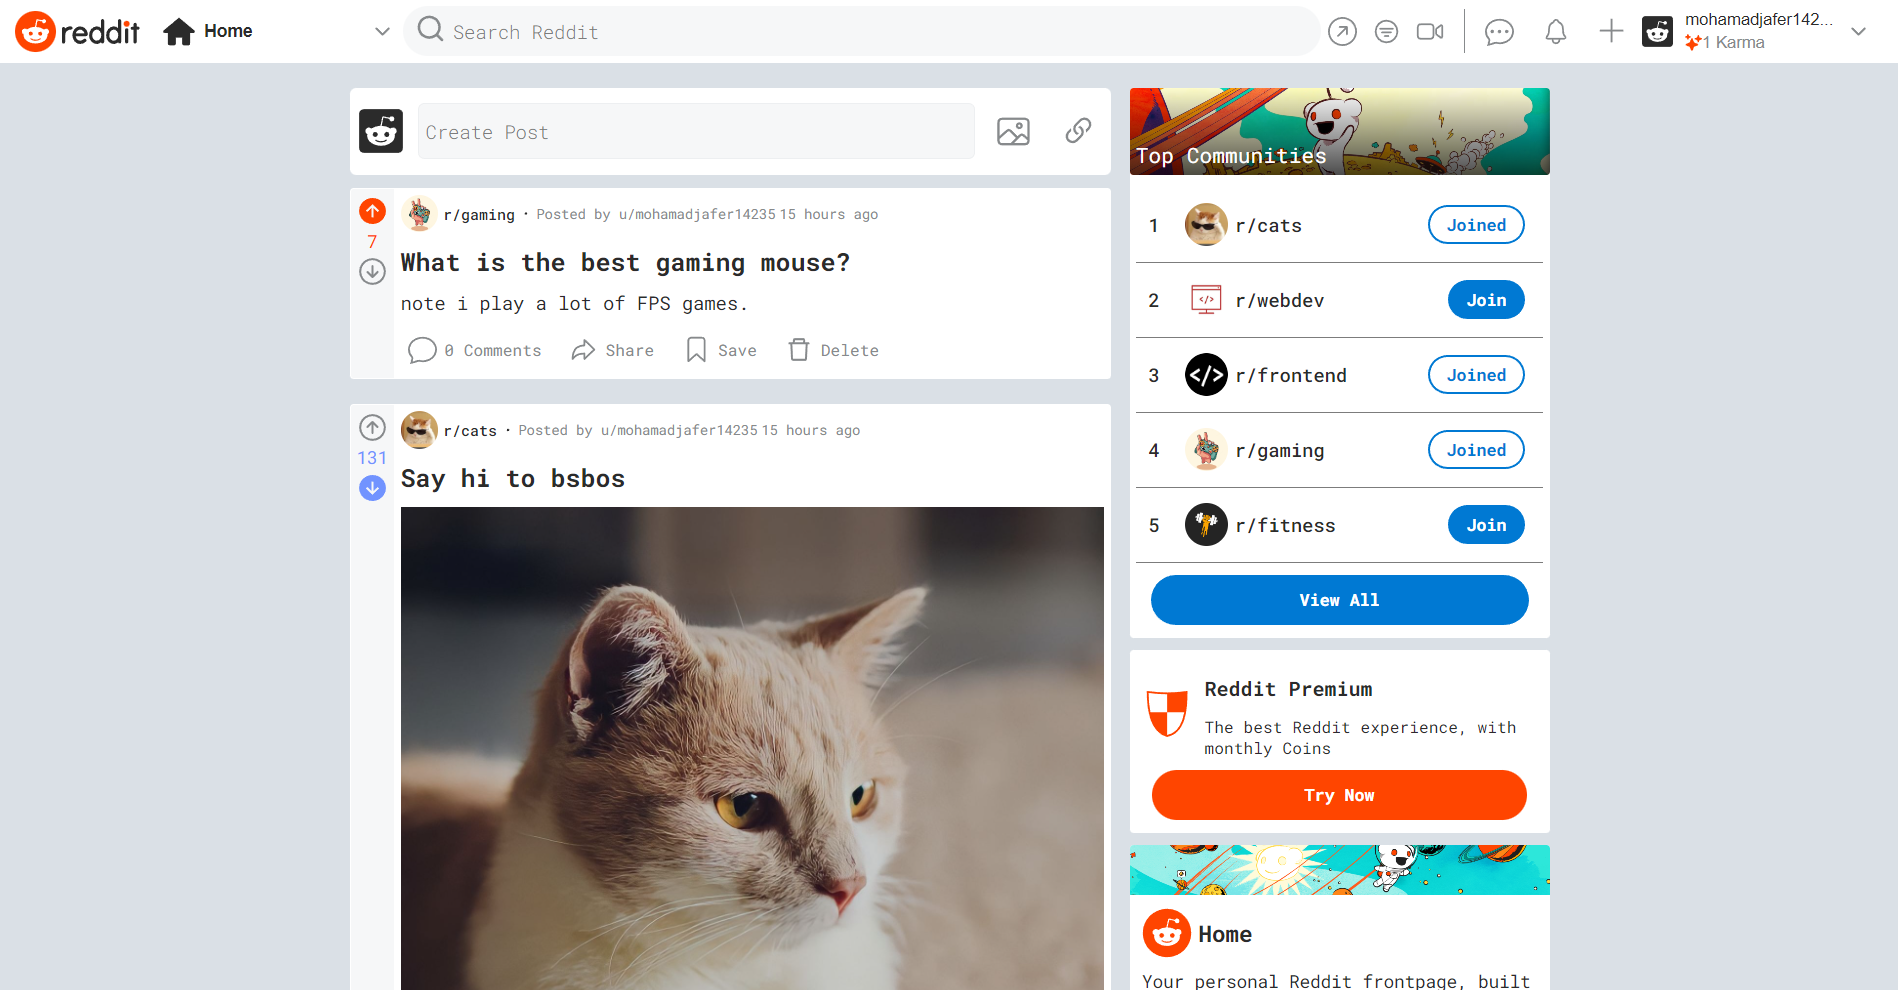 reddit
Home
Search Reddit
mohamadjafer142...
1 Karma
Create Post
r/gaming · Posted by u/mohamadjafer14235 15 hours ago
7
What is the best gaming mouse?
note i play a lot of FPS games.
0 Comments Share Save Delete
r/cats · Posted by u/mohamadjafer14235 15 hours ago
131
Say hi to bsbos
Top Communities
1 r/cats Joined
2 </> r/webdev Join
3 </> r/frontend Joined
4 r/gaming Joined
5 r/fitness Join
View All
Reddit Premium
The best Reddit experience, with
monthly Coins
Try Now
Home
Your personal Reddit frontpage, built